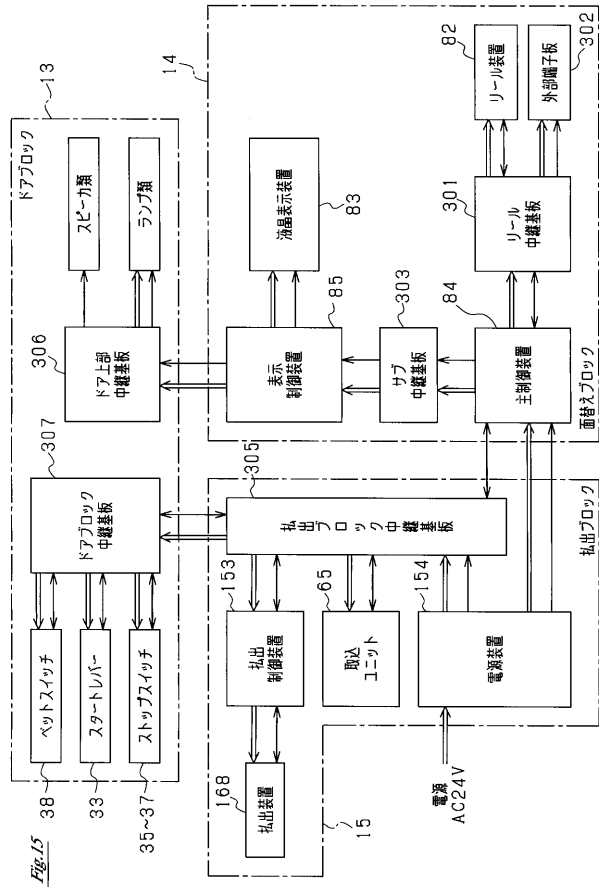 Fig.15
ドアブロック
13
38
ベットスイッチ
33
スタートレバー
35~37
ストップスイッチ
307
ドアブロック
中継基板
306
ドア上部
中継基板
スピーカ類
ランプ類
14
面替えブロック
85
表示
制御装置
液晶表示装置
83
303
サブ
中継基板
84
主制御装置
301
リール
中継基板
リール装置
82
外部端子板
302
15
払出ブロック
305
払出ブロック中継基板
153
払出
制御装置
168
払出装置
65
取込
ユニット
154
電源装置
電源
AC24V